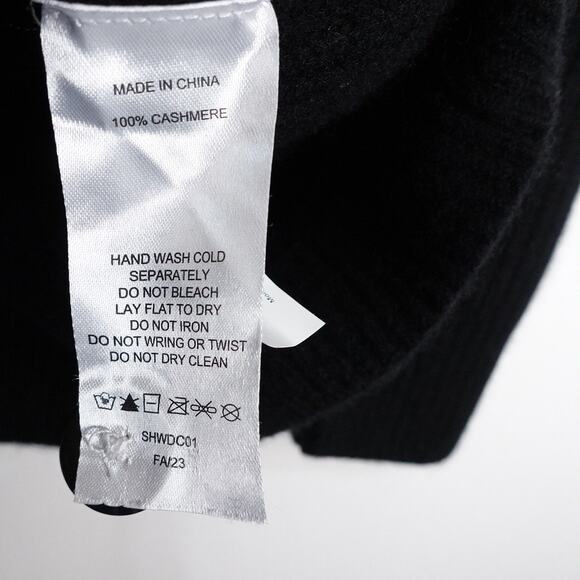 MADE IN CHINA
100% CASHMERE
HAND WASH COLD
SEPARATELY
DO NOT BLEACH
LAY FLAT TO DRY
DO NOT IRON
DO NOT WRING OR TWIST
DO NOT DRY CLEAN
SHWDC01
FA/23